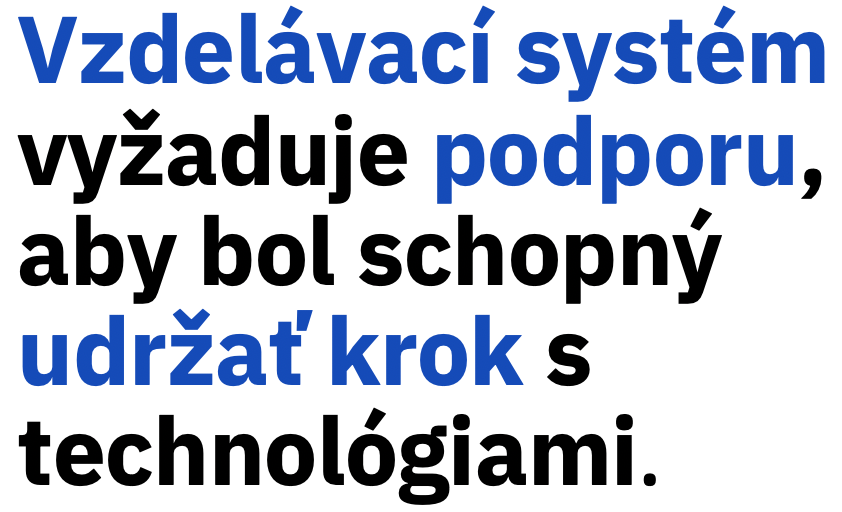 Vzdelávací systém
vyžaduje podporu,
aby bol schopný
udržať krok s
technológiami.